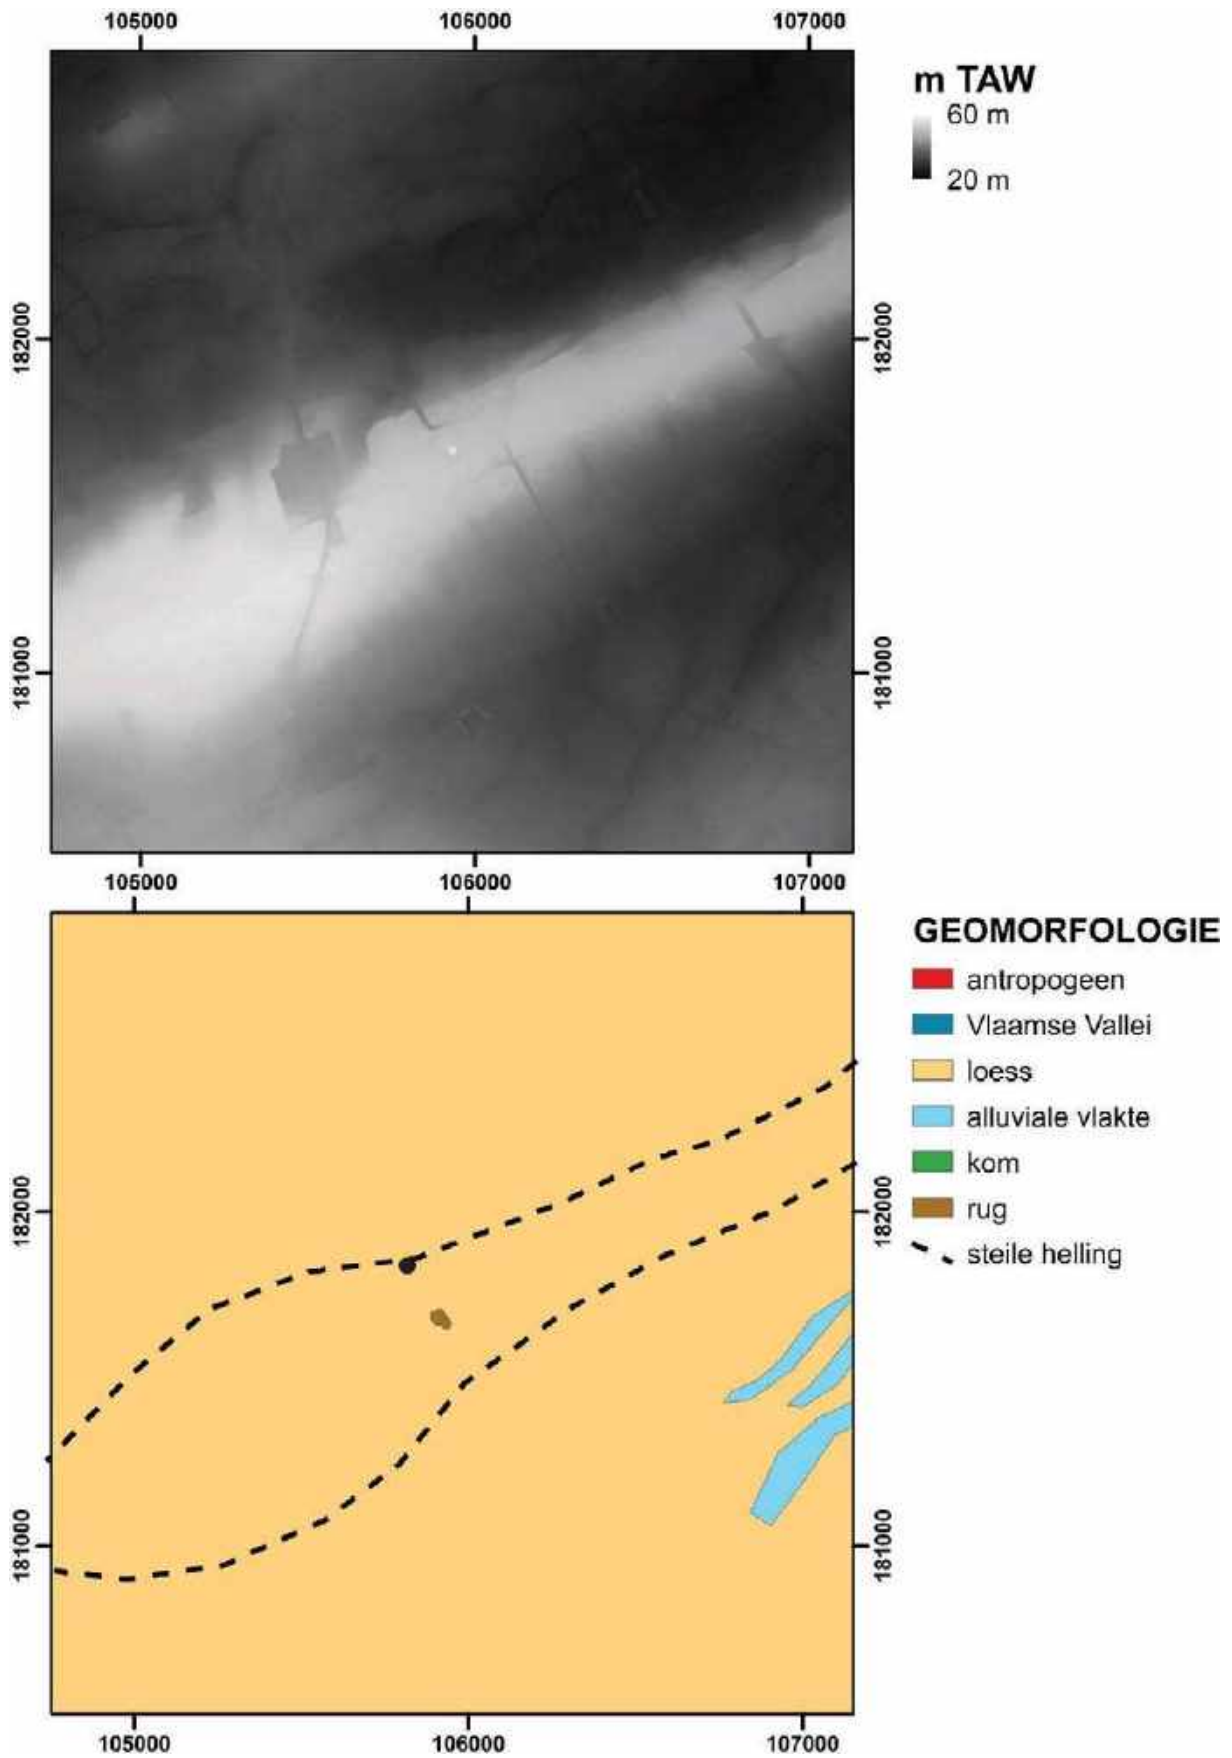 105000 106000 107000
m TAW
60 m
20 m
182000 182000
181000 181000
105000 106000 107000
GEOMORFOLOGIE
antropogeen
Vlaamse Vallei
loess
alluviale vlakte
kom
rug
steile helling
182000 182000
181000 181000
105000 106000 107000